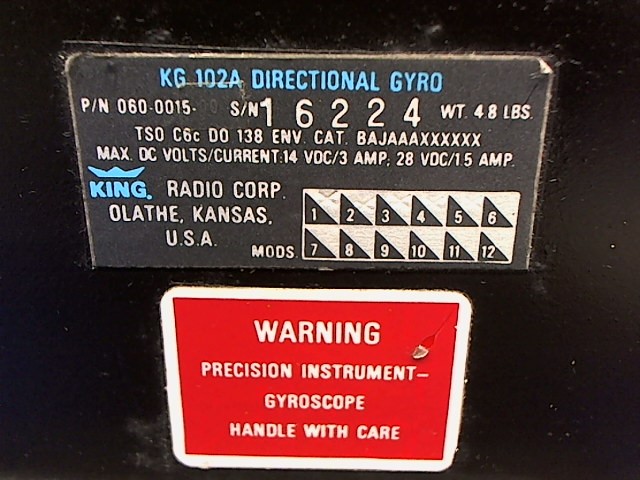 KG 102A DIRECTIONAL GYRO
P/N 060-0015-00 S/N 16224 WT. 4.8 LBS.
TSO C6c DO 138 ENV. CAT. BAJAAAXXXXXX
MAX. DC VOLTS/CURRENT:14 VDC/3 AMP; 28 VDC/1.5 AMP.
KING RADIO CORP.
OLATHE, KANSAS,
U.S.A.
MODS.
1 2 3 4 5 6
7 8 9 10 11 12
WARNING
PRECISION INSTRUMENT-
GYROSCOPE
HANDLE WITH CARE